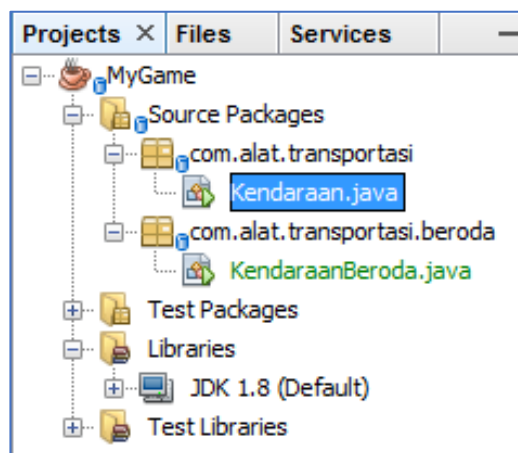 Projects × Files Services
MyGame
Source Packages
com.alat.transportasi
Kendaraan.java
com.alat.transportasi.beroda
KendaraanBeroda.java
Test Packages
Libraries
JDK 1.8 (Default)
Test Libraries